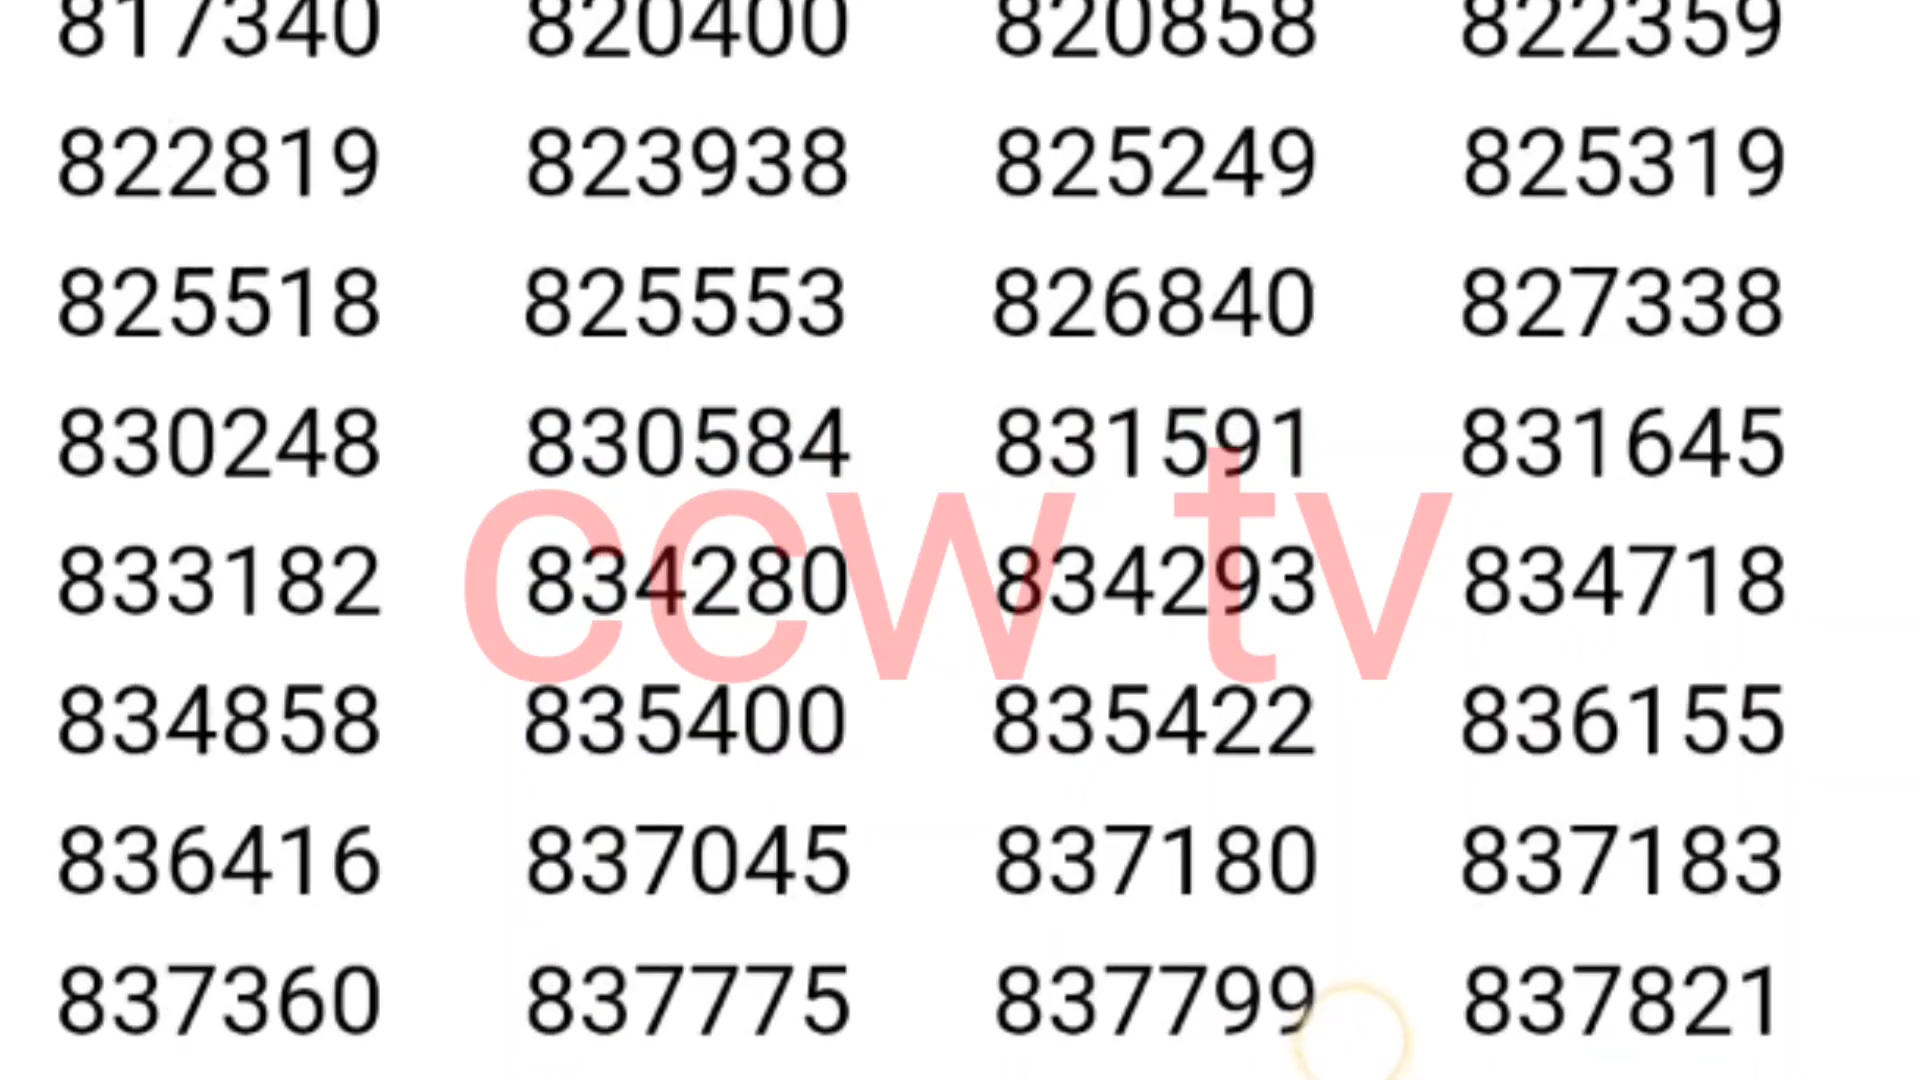 817340 820400 820858 822359
822819 823938 825249 825319
825518 825553 826840 827338
830248 830584 831591 831645
ccw tv
833182 834280 834293 834718
834858 835400 835422 836155
836416 837045 837180 837183
837360 837775 837799 837821